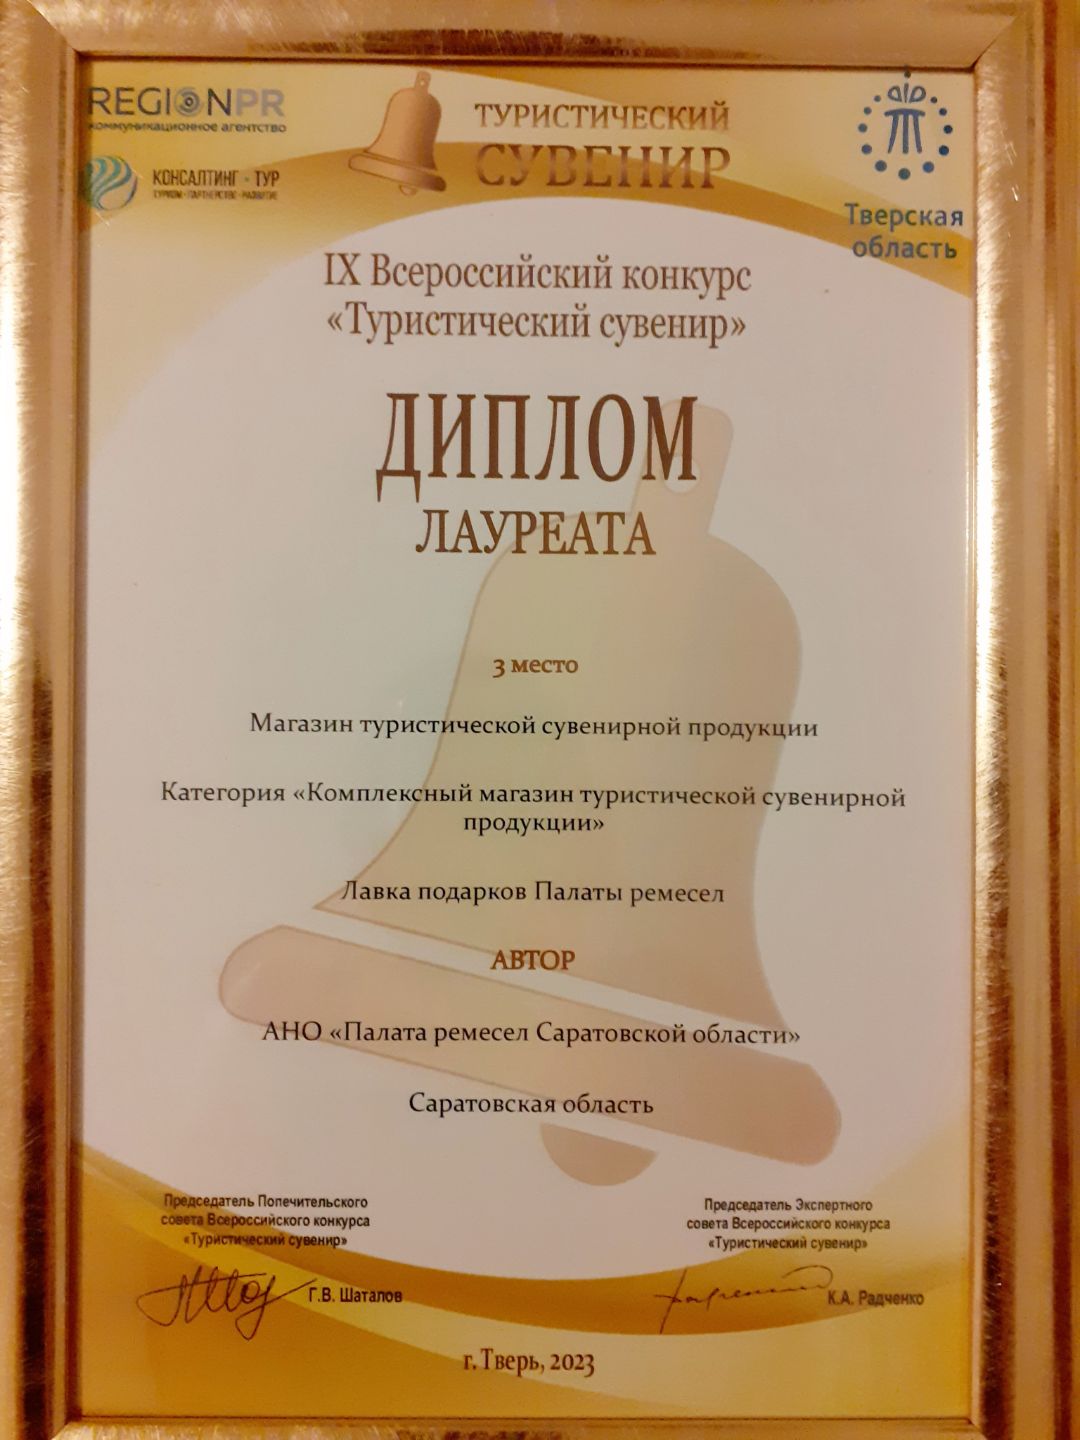 REGIONPR
коммуникационное агентство
КОНСАЛТИНГ · ТУР
ТУРИЗМ · ПАРТНЕРСТВО · РАЗВИТИЕ
ТУРИСТИЧЕСКИЙ
СУВЕНИР
Тверская
область
IX Всероссийский конкурс
«Туристический сувенир»
ДИПЛОМ
ЛАУРЕАТА
3 место
Магазин туристической сувенирной продукции
Категория «Комплексный магазин туристической сувенирной
продукции»
Лавка подарков Палаты ремесел
АВТОР
АНО «Палата ремесел Саратовской области»
Саратовская область
Председатель Попечительского
совета Всероссийского конкурса
«Туристический сувенир»
Г.В. Шаталов
Председатель Экспертного
совета Всероссийского конкурса
«Туристический сувенир»
К.А. Радченко
г. Тверь, 2023